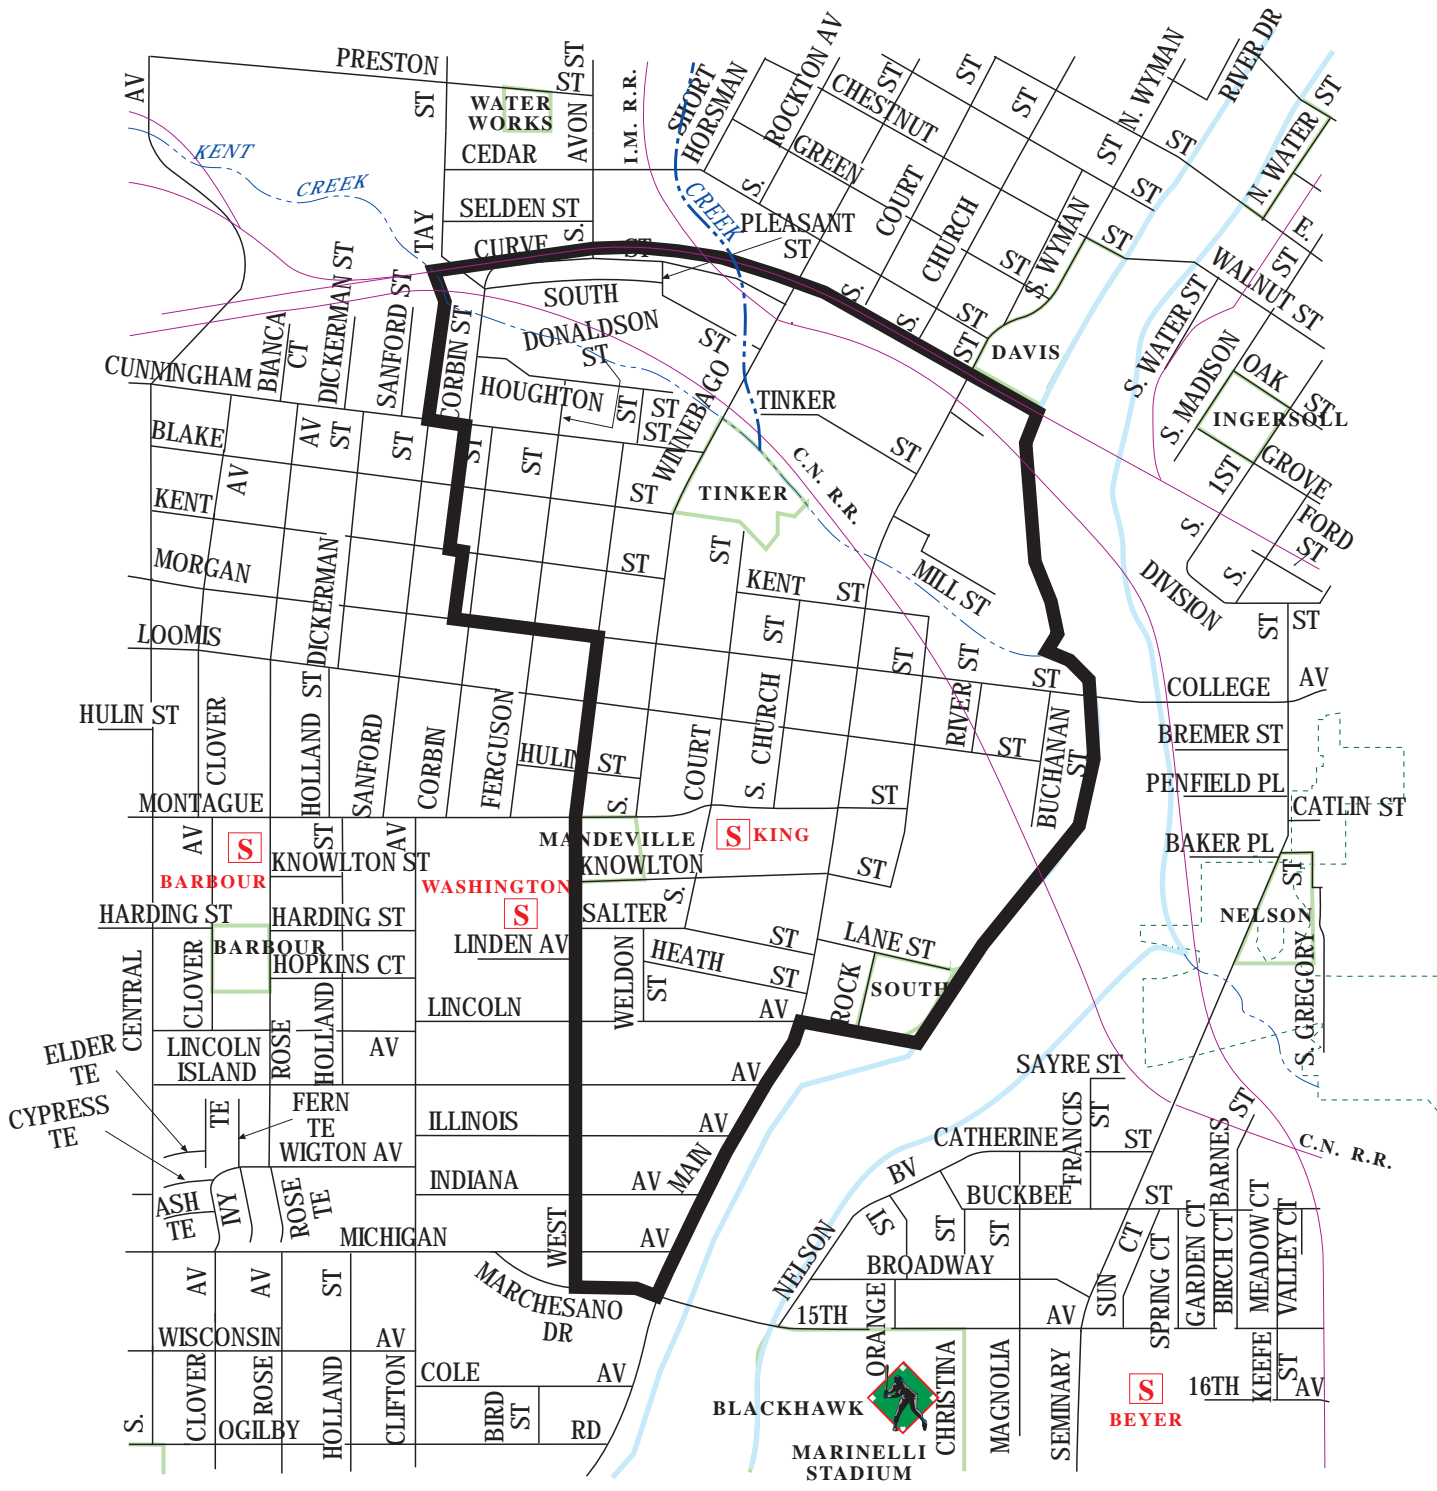 PRESTON
ST
AV
ST
WATER
WORKS
CEDAR
AVON
ST
I.M. R.R.
SHORT
HORSMAN
ROCKTON AV
ST
CHESTNUT
GREEN
ST
ST
N. WYMAN
ST
RIVER DR
N. WATER ST
ST
ST
KENT
CREEK
CREEK
TAY
SELDEN ST
CURVE
ST
S.
PLEASANT
ST
S.
COURT
S.
CHURCH
S.
ST
S. WYMAN
ST
ST
E.
WALNUT ST
ST
DICKERMAN ST
SANFORD ST
BIANCA
CT
CORBIN ST
SOUTH
DONALDSON
ST
ST
HOUGHTON
ST
ST
ST
WINNEBAGO
CUNNINGHAM
TINKER
ST
ST
DAVIS
S. WATER ST
S. MADISON
OAK
ST
INGERSOLL
GROVE
1ST
S.
FORD
ST
BLAKE
AV
ST
AV
ST
ST
ST
ST
TINKER
C.N. R.R.
KENT
MORGAN
DICKERMAN
ST
ST
KENT
ST
MILL ST
DIVISION
S.
ST
ST
LOOMIS
ST
ST
RIVER ST
ST
COLLEGE
AV
HULIN ST
CLOVER
HOLLAND ST
SANFORD
CORBIN
FERGUSON
HULIN ST
S.
COURT
S. CHURCH
ST
BUCHANAN
ST
BREMER ST
PENFIELD PL
CATLIN ST
BAKER PL
MONTAGUE
ST
AV
S
BARBOUR
ST
AV
KNOWLTON ST
MANDEVILLE
KNOWLTON
ST
S
KING
WASHINGTON
S
S.
HARDING ST
HARDING ST
SALTER
ST
LINDEN AV
BARBOUR
HOPKINS CT
HEATH
ST
WELDON
ST
LANE ST
SOUTH
ROCK
NELSON
ST
S. GREGORY
CENTRAL
CLOVER
LINCOLN
AV
ROSE
HOLLAND
LINCOLN
ISLAND
AV
AV
ELDER
TE
CYPRESS
TE
TE
FERN
TE
WIGTON AV
ILLINOIS
AV
INDIANA
AV
MAIN
SAYRE ST
FRANCIS
ST
CATHERINE
ST
BARNES ST
C.N. R.R.
BV
BUCKBEE
ST
ASH
TE
IVY
ROSE
TE
MICHIGAN
AV
WEST
ST
ST
ST
NELSON
BROADWAY
SUN
CT
SPRING CT
GARDEN CT
BIRCH CT
MEADOW CT
VALLEY CT
AV
AV
ST
MARCHESANO
DR
15TH
AV
ORANGE
WISCONSIN
AV
COLE
AV
CLOVER
ROSE
HOLLAND
CLIFTON
BIRD
ST
RD
S.
OGILBY
BLACKHAWK
CHRISTINA
MAGNOLIA
SEMINARY
MARINELLI
STADIUM
S
BEYER
16TH
AV
KEEFE
ST